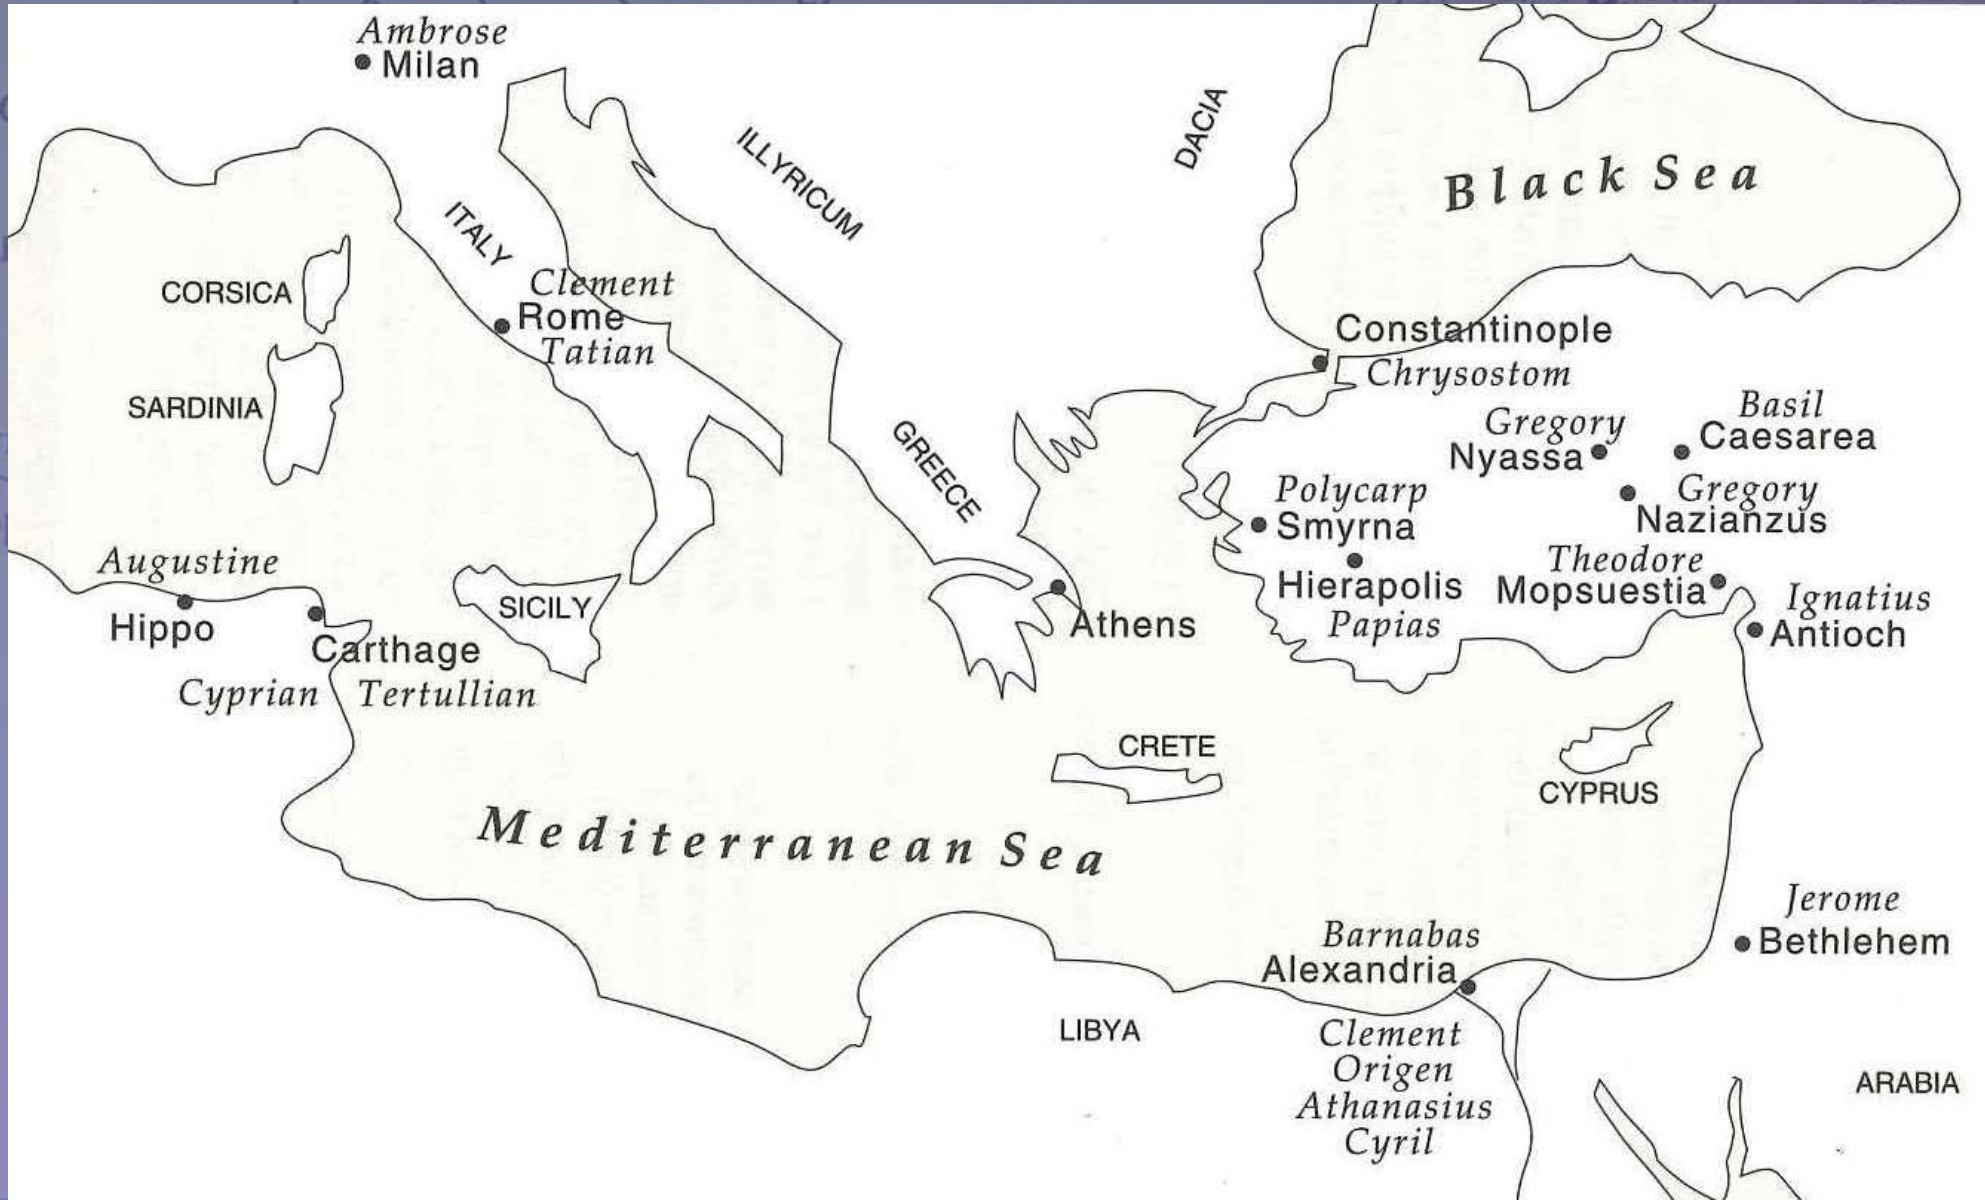 Ambrose
Milan
DACIA
ILLYRICUM
Black Sea
ITALY
CORSICA
Clement
Rome
Tatian
SARDINIA
Constantinople
Chrysostom
Basil
Caesarea
Gregory
Nyassa
GREECE
Polycarp
Smyrna
Gregory
Nazianzus
Augustine
Hippo
Theodore
Mopsuestia
Hierapolis
Papias
Ignatius
Antioch
SICILY
Athens
Carthage
Cyprian Tertullian
CRETE
CYPRUS
Mediterranean Sea
Jerome
Bethlehem
Barnabas
Alexandria
LIBYA
Clement
Origen
Athanasius
Cyril
ARABIA